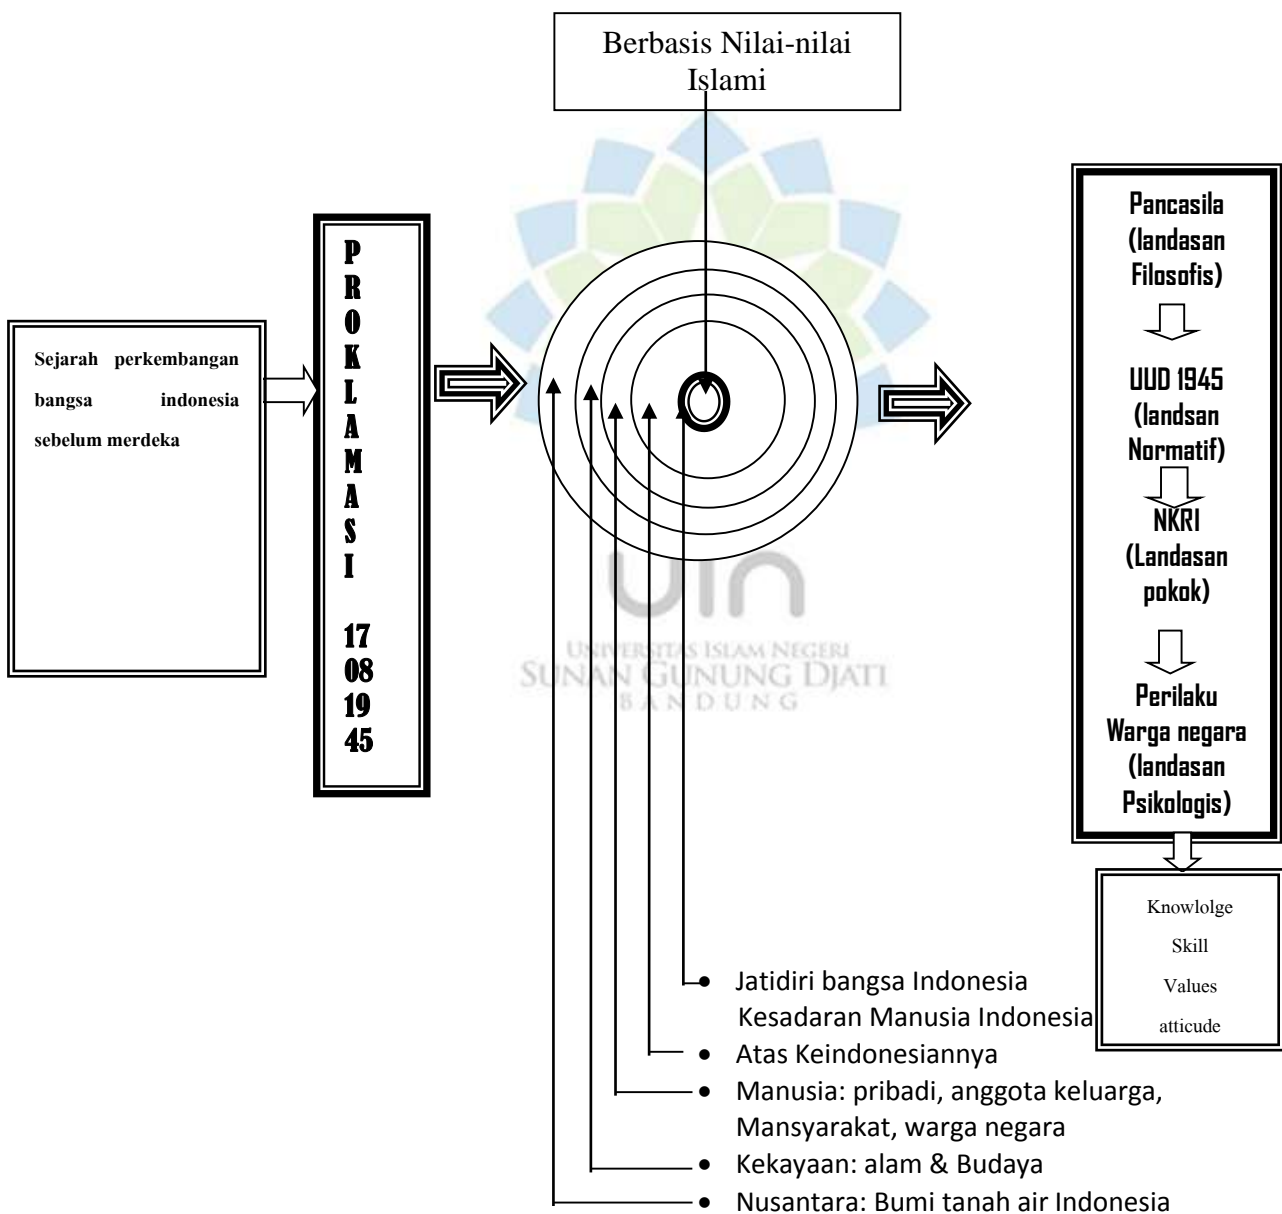 Berbasis Nilai-nilai
Islami
Sejarah perkembangan
bangsa indonesia
sebelum merdeka
P
R
O
K
L
A
M
A
S
I
17
08
19
45
uin
UNIVERSITAS ISLAM NEGERI
SUNAN GUNUNG DJATI
BANDUNG
Pancasila
(landasan
Filosofis)
UUD 1945
(landsan
Normatif)
NKRI
(Landasan
pokok)
Perilaku
Warga negara
(landasan
Psikologis)
Knowlolge
Skill
Values
atticude
• Jatidiri bangsa Indonesia
Kesadaran Manusia Indonesia
• Atas Keindonesiannya
• Manusia: pribadi, anggota keluarga,
Mansyarakat, warga negara
• Kekayaan: alam & Budaya
• Nusantara: Bumi tanah air Indonesia